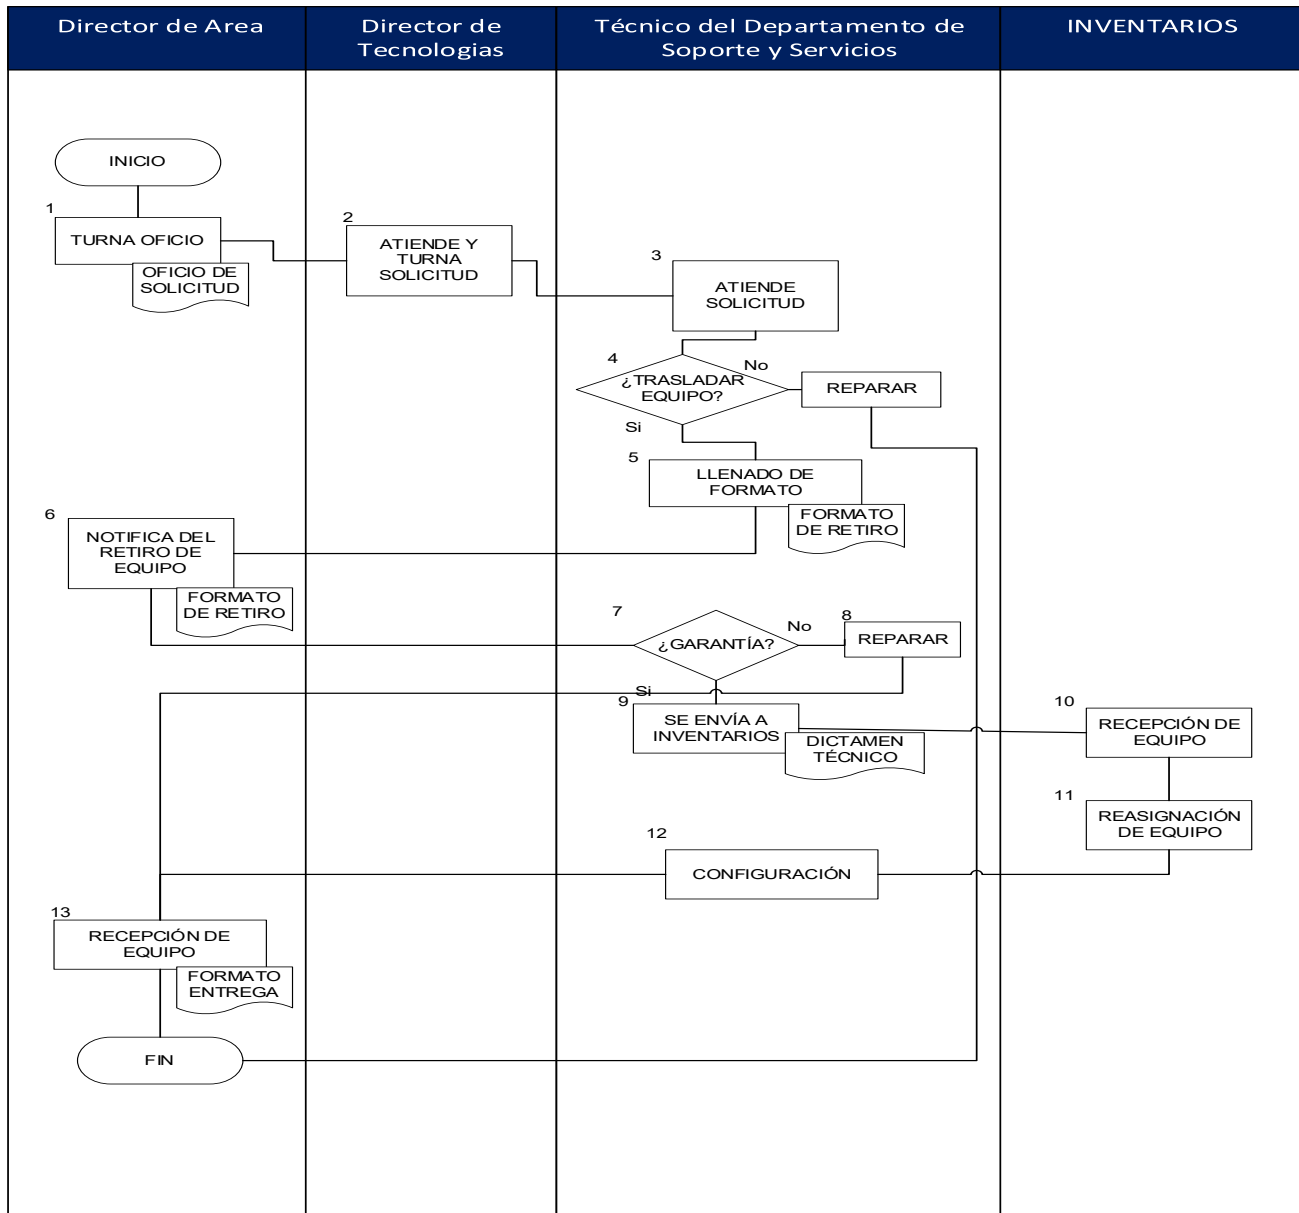 Director de Area
Director de
Tecnologias
Técnico del Departamento de
Soporte y Servicios
INVENTARIOS
INICIO
1
TURNA OFICIO
OFICIO DE
SOLICITUD
2
ATIENDE Y
TURNA
SOLICITUD
3
ATIENDE
SOLICITUD
4
¿TRASLADAR
EQUIPO?
No
REPARAR
Si
5
LLENADO DE
FORMATO
FORMATO
DE RETIRO
6
NOTIFICA DEL
RETIRO DE
EQUIPO
FORMATO
DE RETIRO
7
¿GARANTÍA?
No
8
REPARAR
Si
9
SE ENVÍA A
INVENTARIOS
DICTAMEN
TÉCNICO
10
RECEPCIÓN DE
EQUIPO
11
REASIGNACIÓN
DE EQUIPO
12
CONFIGURACIÓN
13
RECEPCIÓN DE
EQUIPO
FORMATO
ENTREGA
FIN